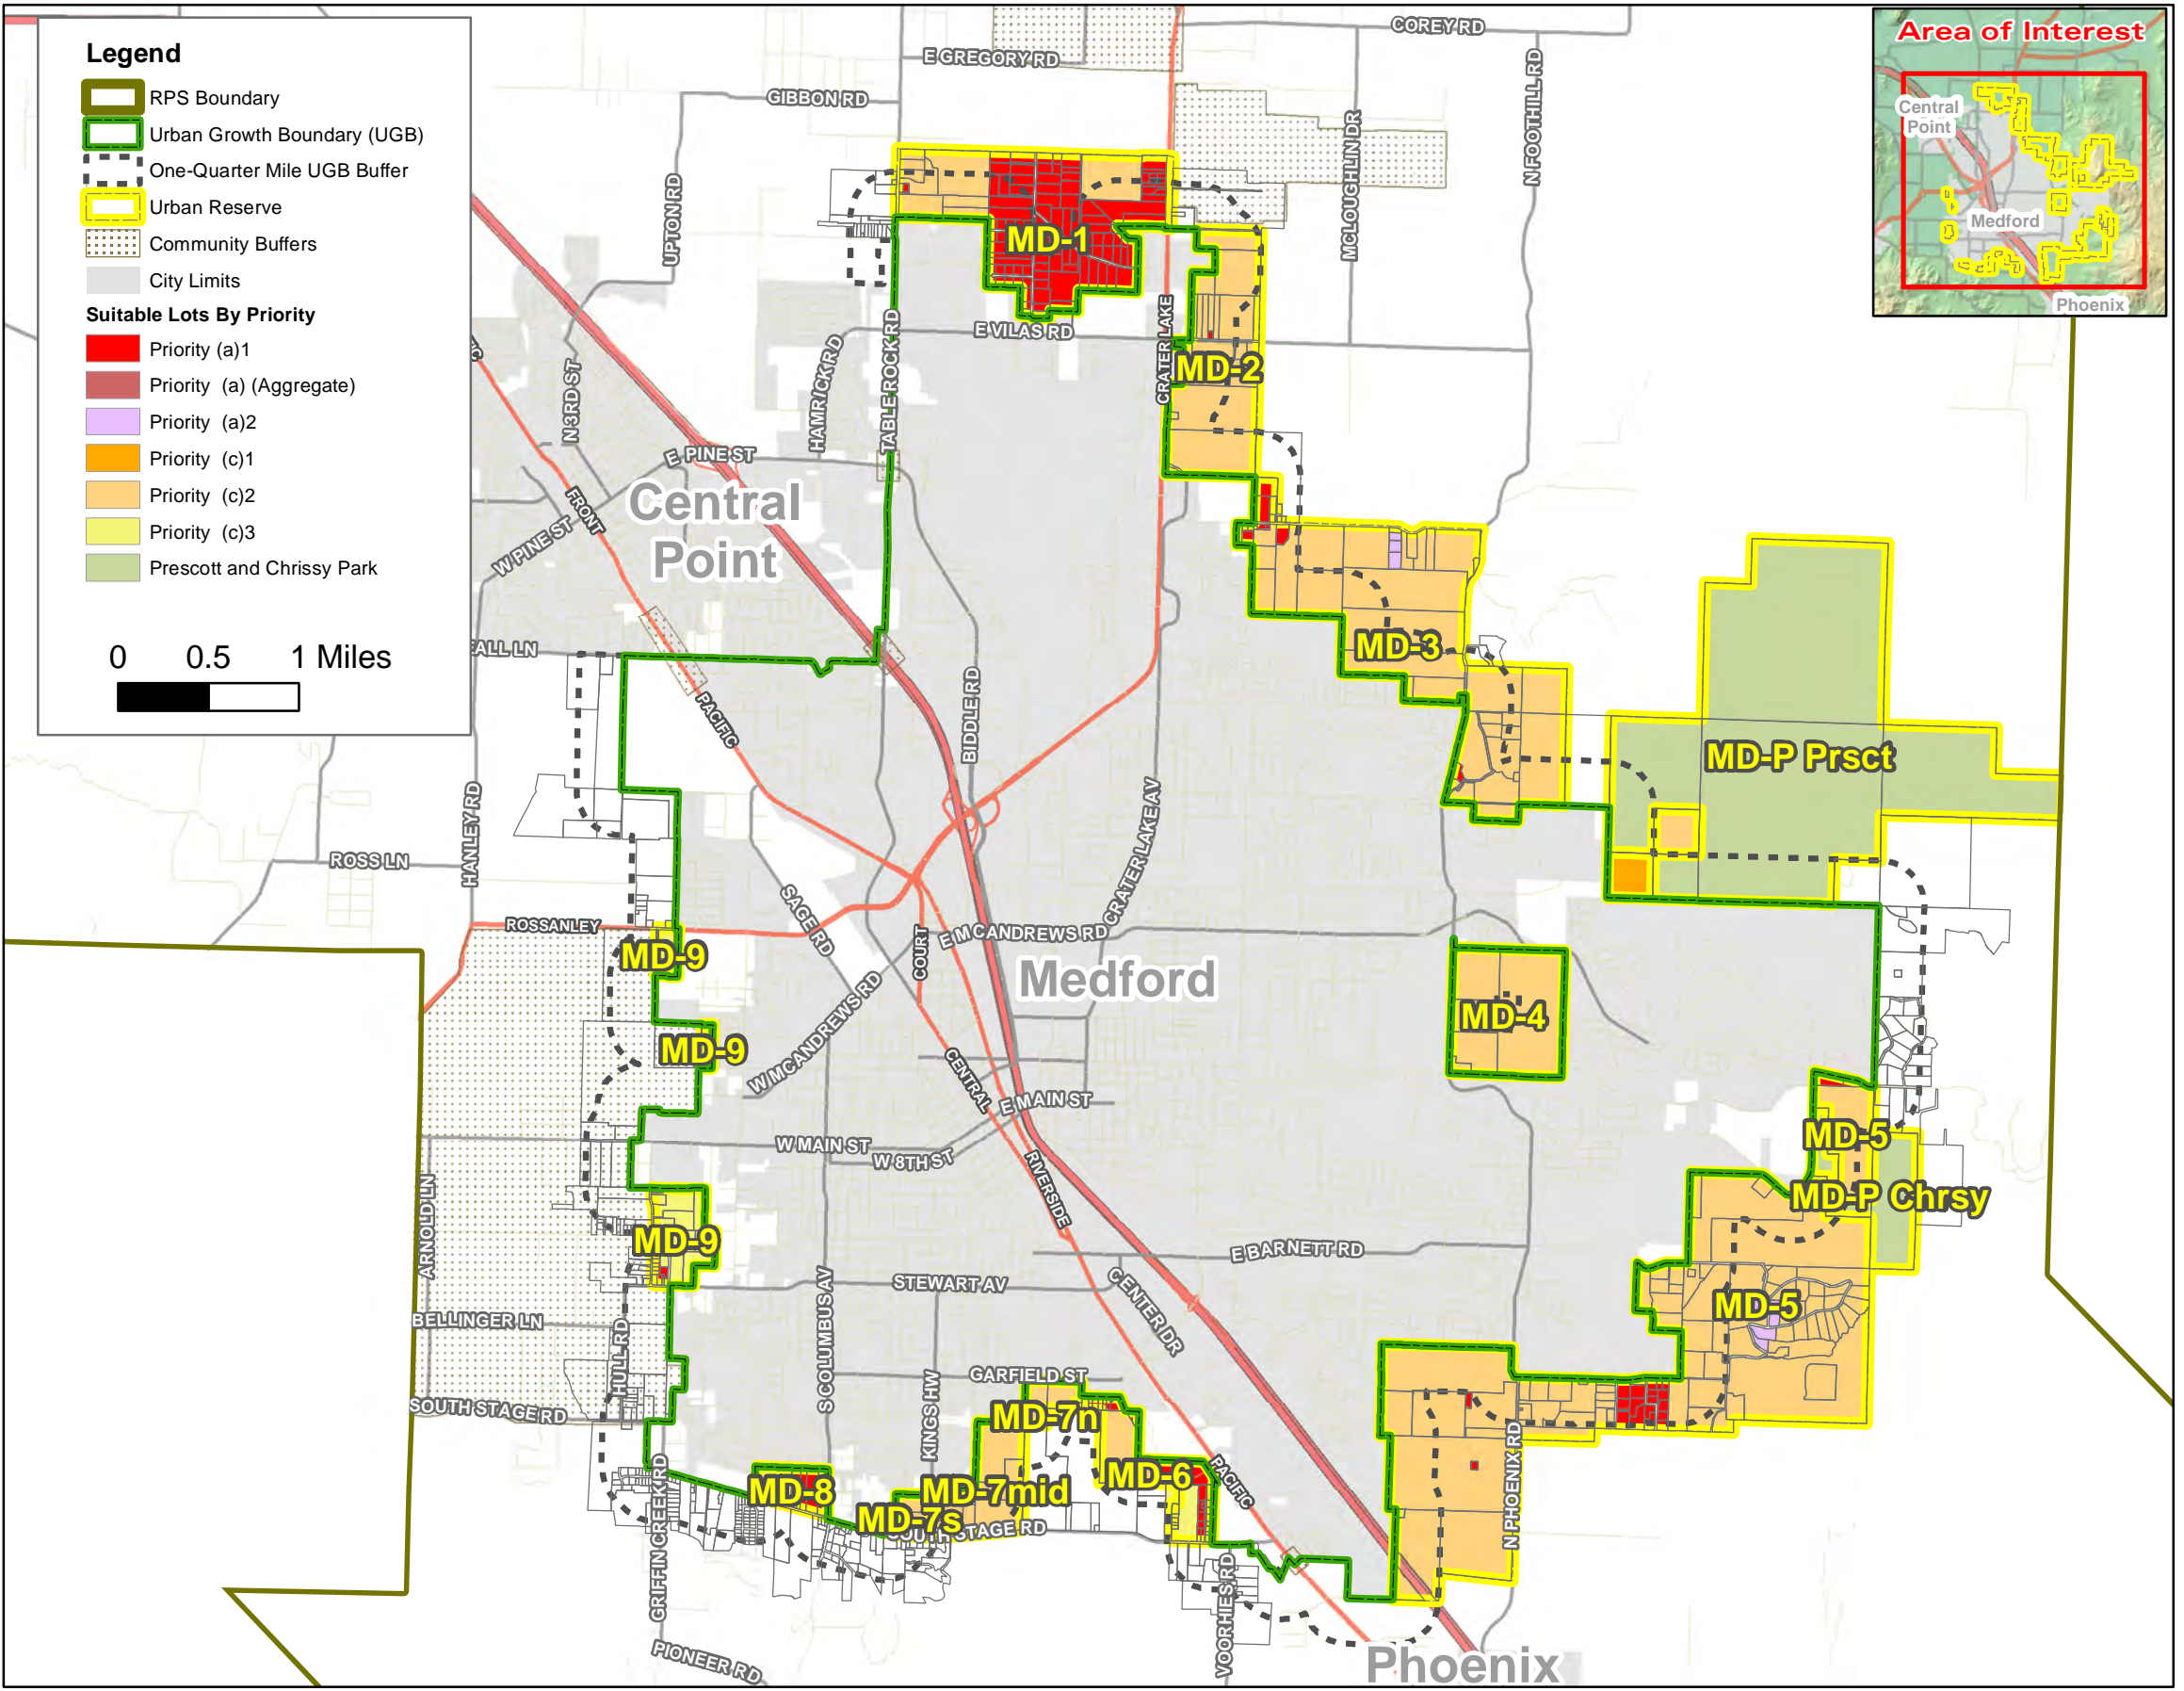 Legend
RPS Boundary
Urban Growth Boundary (UGB)
One-Quarter Mile UGB Buffer
Urban Reserve
Community Buffers
City Limits
Suitable Lots By Priority
Priority (a)1
Priority (a) (Aggregate)
Priority (a)2
Priority (c)1
Priority (c)2
Priority (c)3
Prescott and Chrissy Park
0 0.5 1 Miles
Area of Interest
Central
Point
Medford
Phoenix
COREY RD
E GREGORY RD
GIBBON RD
UPTON RD
MCLOUGHLIN DR
N FOOTHILL RD
MD-1
E VILAS RD
CRATER LAKE
MD-2
TABLE ROCK RD
HAMRICK RD
N 3RD ST
E PINE ST
Central
Point
FRONT
W PINE ST
MD-3
PACIFIC
BIDDLE RD
MD-P Prsct
HANLEY RD
ROSS LN
CRATER LAKE AV
SAGE RD
ROSSANLEY
COURT
E MCANDREWS RD
MD-9
Medford
MD-4
MD-9
W MCANDREWS RD
CENTRAL
E MAIN ST
W MAIN ST
W 8TH ST
MD-5
RIVERSIDE
MD-P Chrsy
ARNOLD LN
MD-9
E BARNETT RD
STEWART AV
CENTER DR
MD-5
BELLINGER LN
HULL RD
S COLUMBUS AV
GARFIELD ST
KINGS HW
SOUTH STAGE RD
MD-7n
N PHOENIX RD
MD-6
PACIFIC
MD-8
MD-7mid
MD-7s
SOUTH STAGE RD
GRIFFIN CREEK RD
VOORHIES RD
PIONEER RD
Phoenix